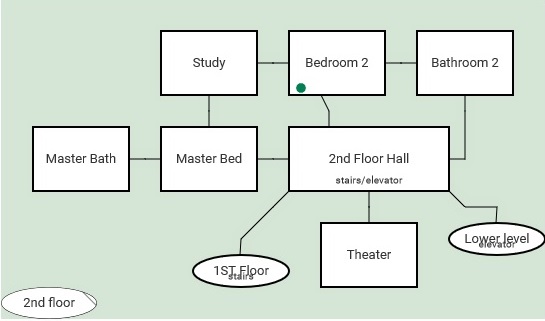 Study
Bedroom 2
Bathroom 2
Master Bath
Master Bed
2nd Floor Hall
stairs/elevator
Lower level
elevator
Theater
1ST Floor
stairs
2nd floor